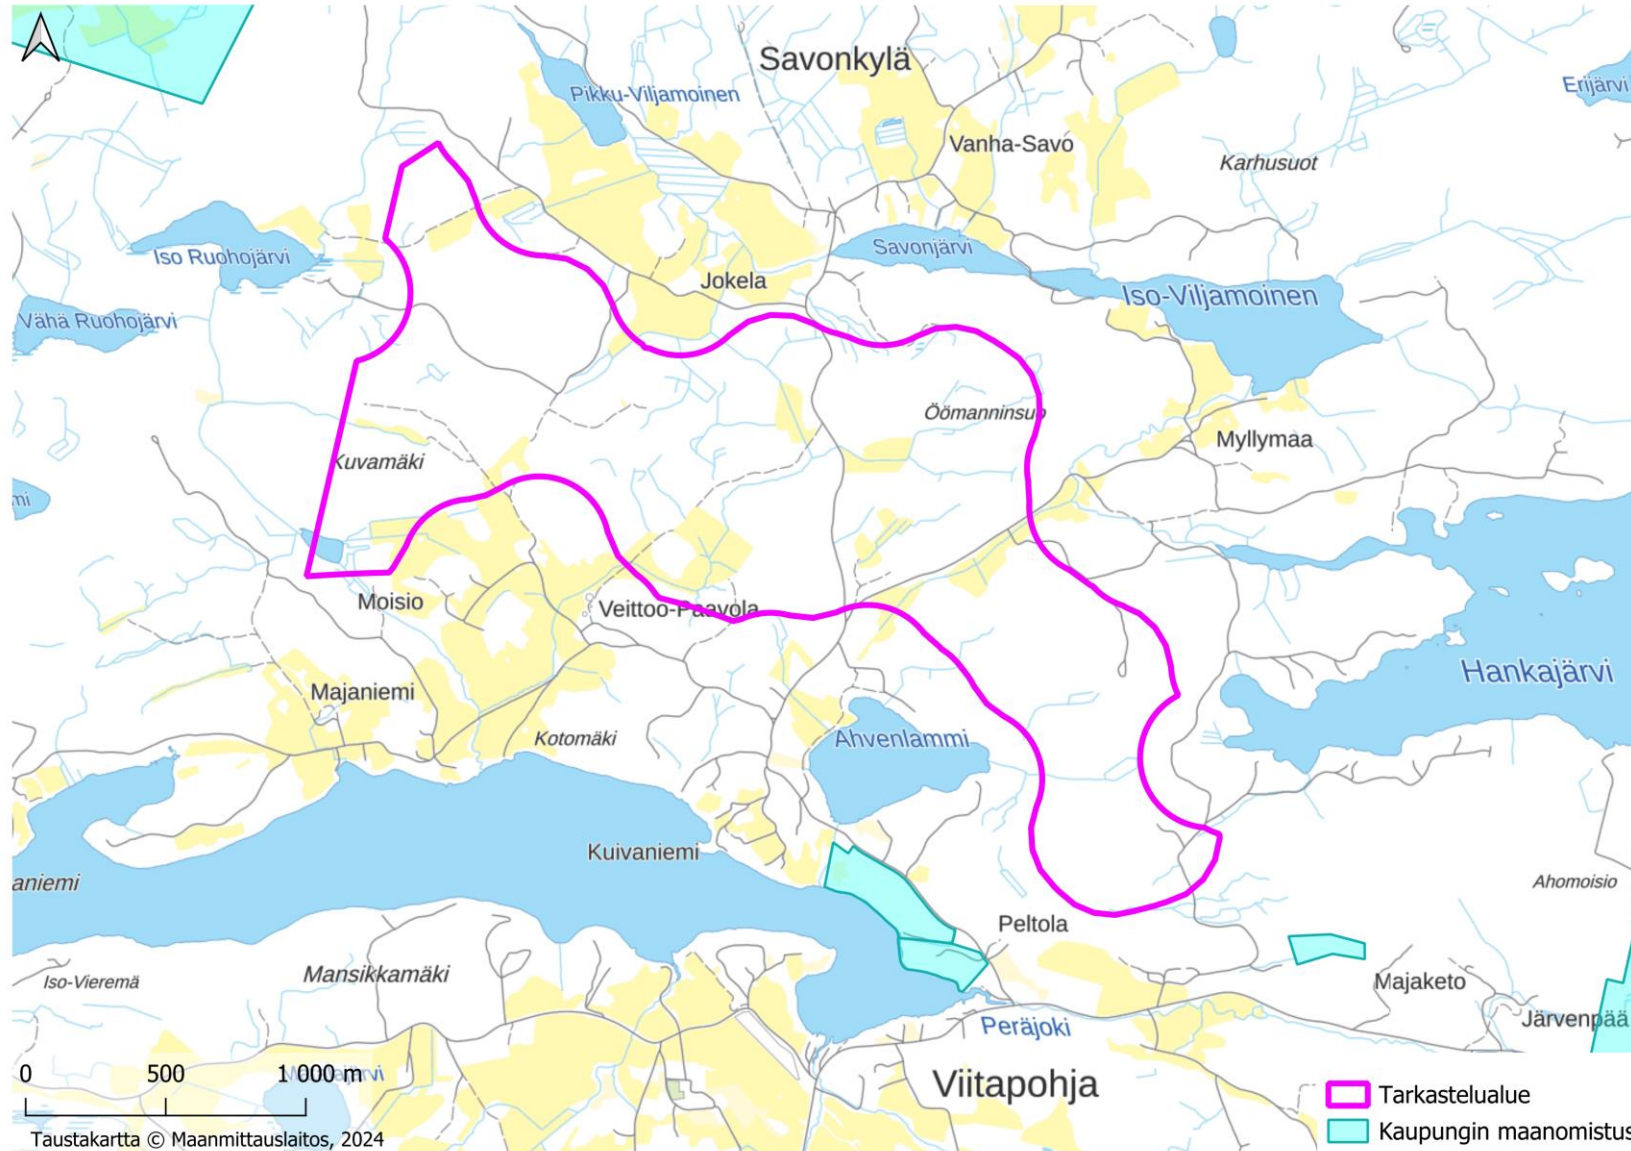 Savonkylä
Pikku-Viljamoinen
Erijärvi
Vanha-Savo
Karhusuot
Savonjärvi
Iso Ruohojärvi
Jokela
Iso-Viljamoinen
Vähä Ruohojärvi
Öömanninsuo
Myllymaa
Kuvamäki
mi
Moisio
Veittoo-Paavola
Hankajärvi
Majaniemi
Kotomäki
Ahvenlammi
Kuivaniemi
aniemi
Ahomoisio
Peltola
Mansikkamäki
Iso-Vieremä
Majaketo
Järvenpää
Peräjoki
0 500 1 000 m
Viitapohja
Tarkastelualue
Kaupungin maanomistus
Taustakartta © Maanmittauslaitos, 2024